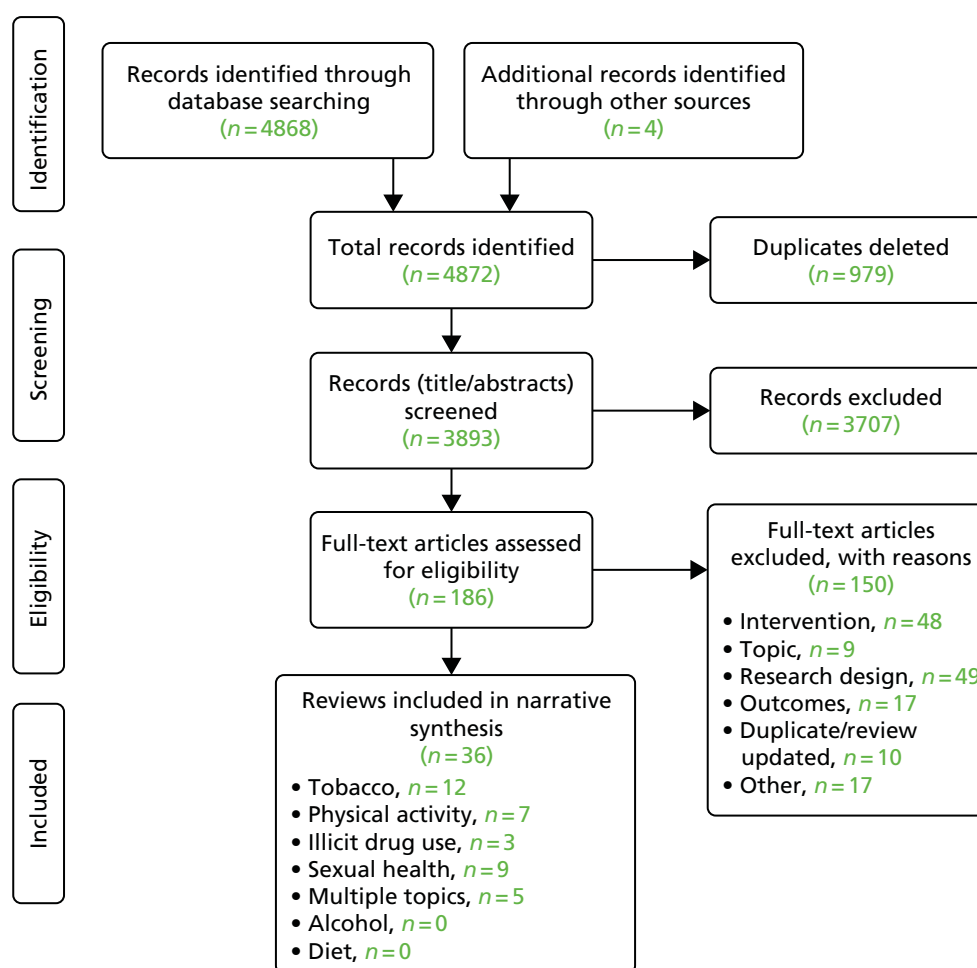 Identification
Records identified through
database searching
(n = 4868)
Additional records identified
through other sources
(n = 4)
Total records identified
(n = 4872)
Duplicates deleted
(n = 979)
Screening
Records (title/abstracts)
screened
(n = 3893)
Records excluded
(n = 3707)
Eligibility
Full-text articles assessed
for eligibility
(n = 186)
Full-text articles
excluded, with reasons
(n = 150)
• Intervention, n = 48
• Topic, n = 9
• Research design, n = 49
• Outcomes, n = 17
• Duplicate/review
updated, n = 10
• Other, n = 17
Included
Reviews included in narrative
synthesis
(n = 36)
• Tobacco, n = 12
• Physical activity, n = 7
• Illicit drug use, n = 3
• Sexual health, n = 9
• Multiple topics, n = 5
• Alcohol, n = 0
• Diet, n = 0